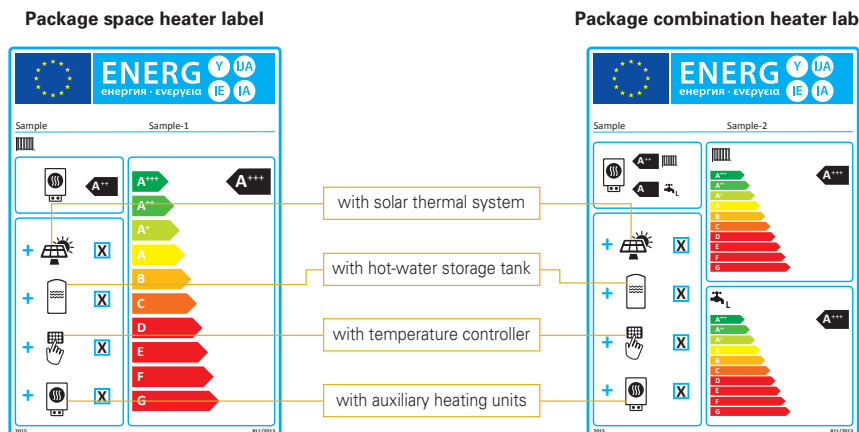 Package space heater label
Package combination heater lab
ENERG Y IJA
енергия · ενεργεια IE IA
Sample Sample-1
A++
A+++
A+++
A++
A+
A
B
C
D
E
F
G
+ X
+ X
+ X
+ X
2015 811/2013
with solar thermal system
with hot-water storage tank
with temperature controller
with auxiliary heating units
ENERG Y IJA
енергия · ενεργεια IE IA
Sample Sample-2
A++
A
L
+ X
+ X
+ X
+ X
A+++
A+++
A++
A+
A
B
C
D
E
F
G
L
A+++
A+++
A++
A+
A
B
C
D
E
F
G
2015 811/2013